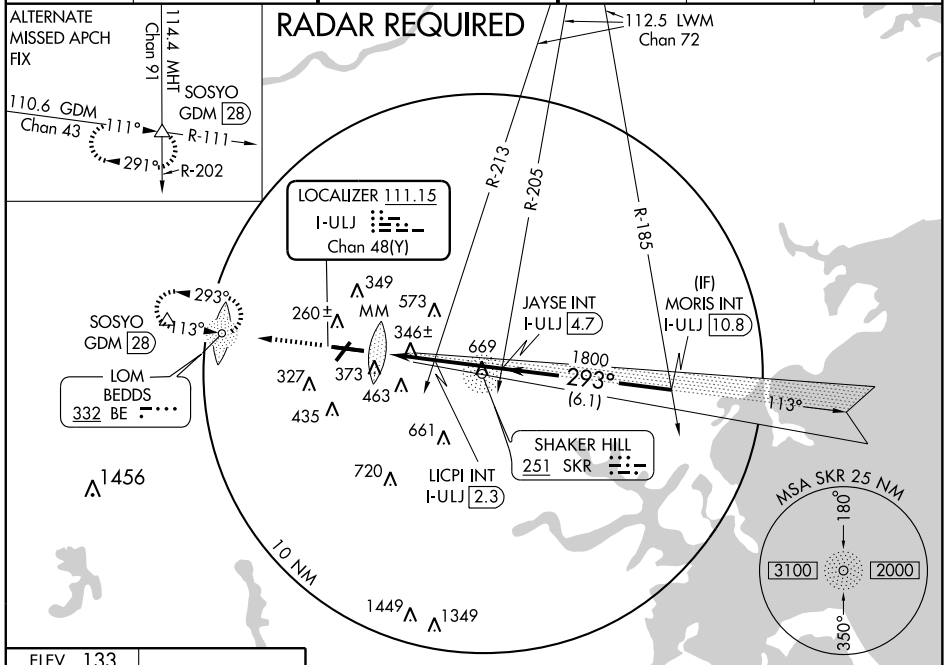 ALTERNATE
MISSED APCH
FIX
114.4 MHT
Chan 91
SOSYO
GDM 28
110.6 GDM
Chan 43
111°
R-111
291°
R-202
RADAR REQUIRED
112.5 LWM
Chan 72
R-213
R-205
R-185
LOCALIZER 111.15
I-ULJ
Chan 48(Y)
349
260±
MM
573
346±
JAYSE INT
I-ULJ 4.7
(IF)
MORIS INT
I-ULJ 10.8
293°
113°
SOSYO
GDM 28
669
1800
293°
(6.1)
113°
LOM
BEDDS
332 BE
327
373
463
435
661
SHAKER HILL
251 SKR
720
LICPI INT
I-ULJ 2.3
1456
MSA SKR 25 NM
180°
3100
2000
350°
10 NM
1449
1349
ELEV 133